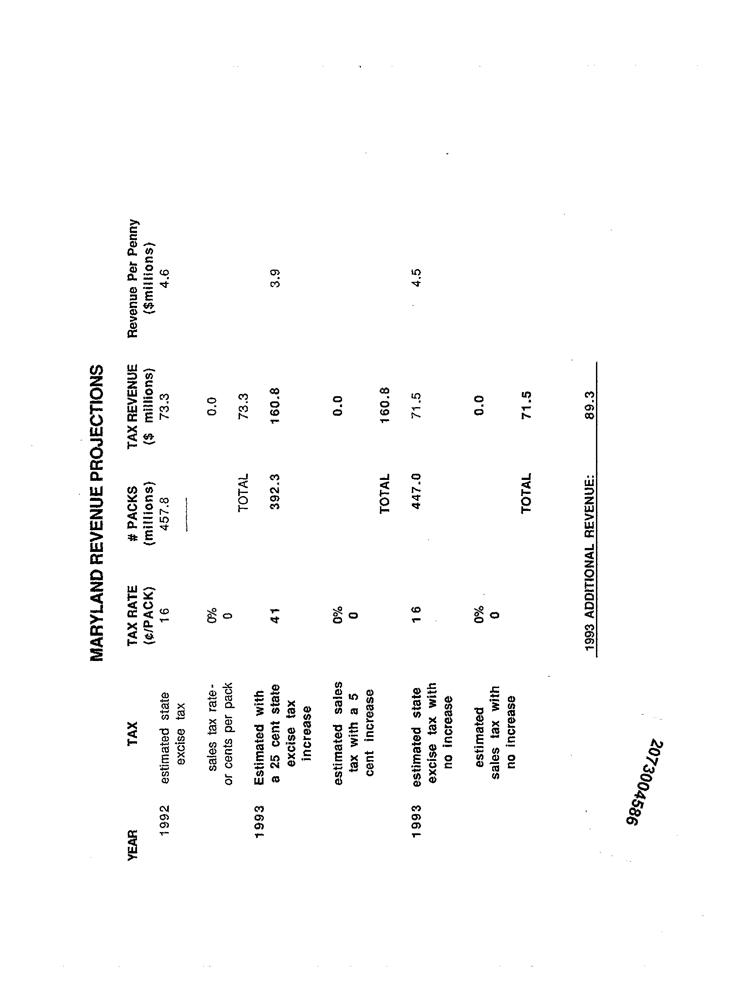 MARYLAND REVENUE PROJECTIONS
YEAR TAX TAX RATE # PACKS TAX REVENUE Revenue Per Penny
(¢/PACK) (millions) ($ millions) ($millions)
1992 estimated state 16 457.8 73.3 4.6
excise tax
sales tax rate- 0% 0.0
or cents per pack 0
TOTAL 73.3
1993 Estimated with
a 25 cent state 41 392.3 160.8 3.9
excise tax
increase
estimated sales 0% 0.0
tax with a 5 0
cent increase
TOTAL 160.8
1993 estimated state 16 447.0 71.5 4.5
excise tax with
no increase
estimated 0% 0.0
sales tax with 0
no increase
TOTAL 71.5
1993 ADDITIONAL REVENUE: 89.3
2073004586